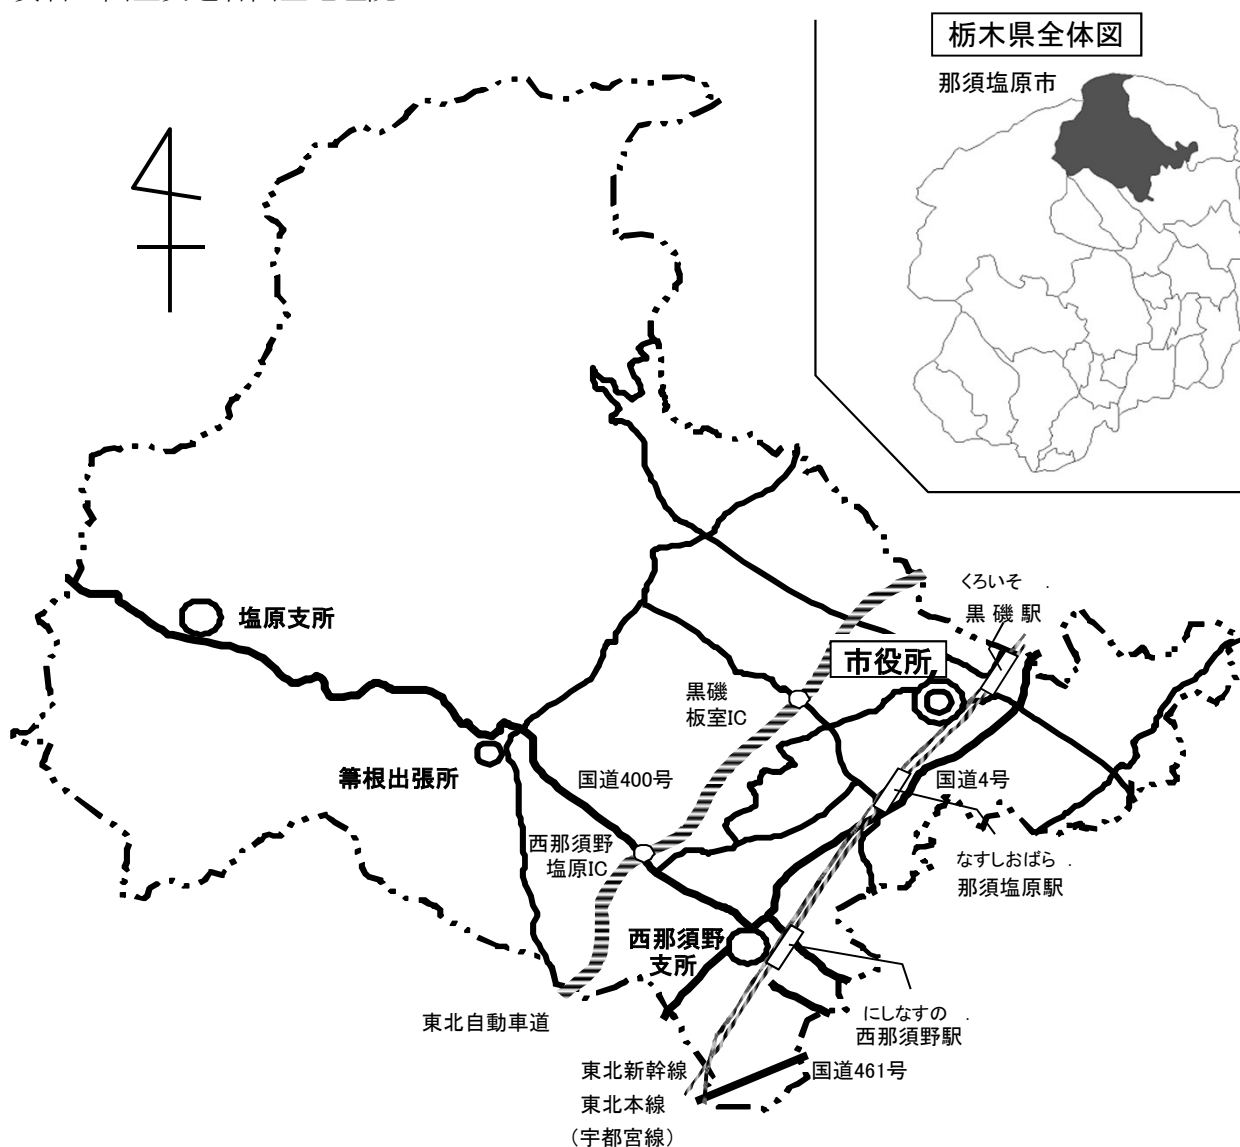 栃木県全体図
那須塩原市
くろいそ .
黒 磯 駅
塩原支所
市役所
黒磯
板室IC
箒根出張所
国道400号
国道4号
西那須野
塩原IC
なすしおばら .
那須塩原駅
西那須野
支所
にしなすの .
西那須野駅
東北自動車道
東北新幹線
国道461号
東北本線
(宇都宮線)